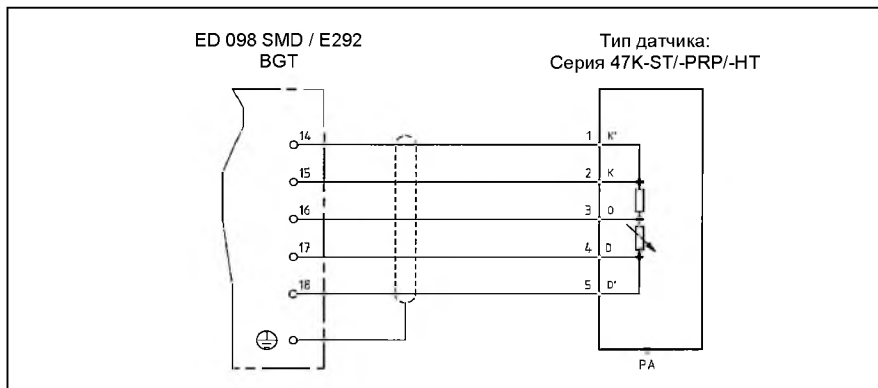 ED 098 SMD / E292
BGT
Тип датчика:
Серия 47K-ST/-PRP/-HT
14 1 K'
15 2 K
16 3 0
17 4 D
18 5 D'
PA